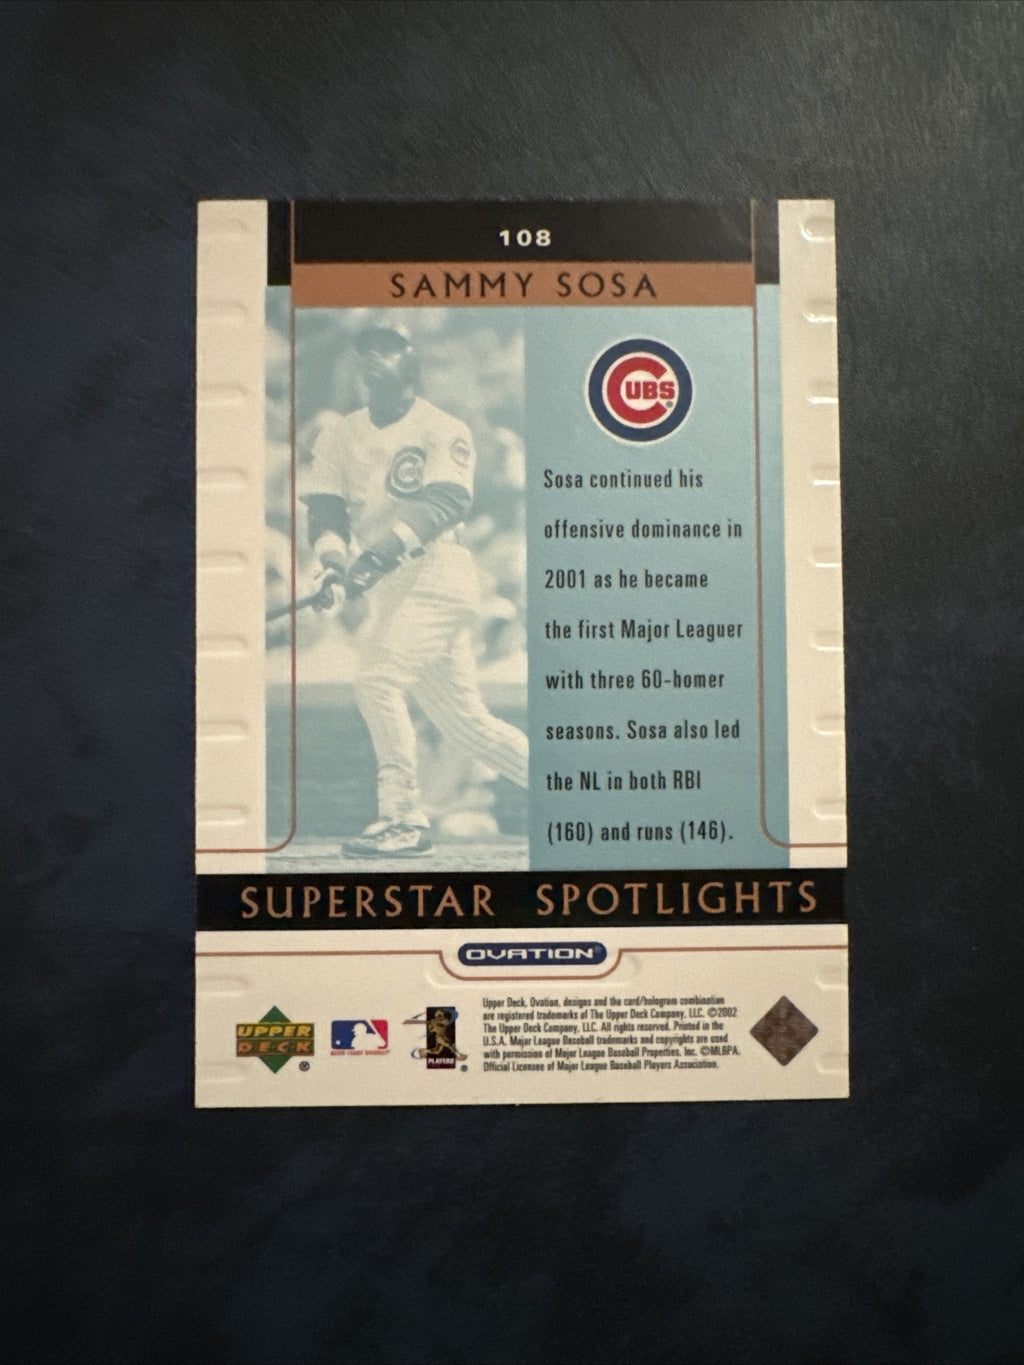 108
SAMMY SOSA
CUBS
Sosa continued his
offensive dominance in
2001 as he became
the first Major Leaguer
with three 60-homer
seasons. Sosa also led
the NL in both RBI
(160) and runs (146).
SUPERSTAR SPOTLIGHTS
OVATION
UPPER
DECK
®
MAJOR LEAGUE BASEBALL
PLAYERS
®
Upper Deck, Ovation, designs and the card/hologram combination
are registered trademarks of The Upper Deck Company, LLC. ©2002
The Upper Deck Company, LLC. All rights reserved. Printed in the
U.S.A. Major League Baseball trademarks and copyrights are used
with permission of Major League Baseball Properties, Inc. ©MLBPA.
Official Licensee of Major League Baseball Players Association.